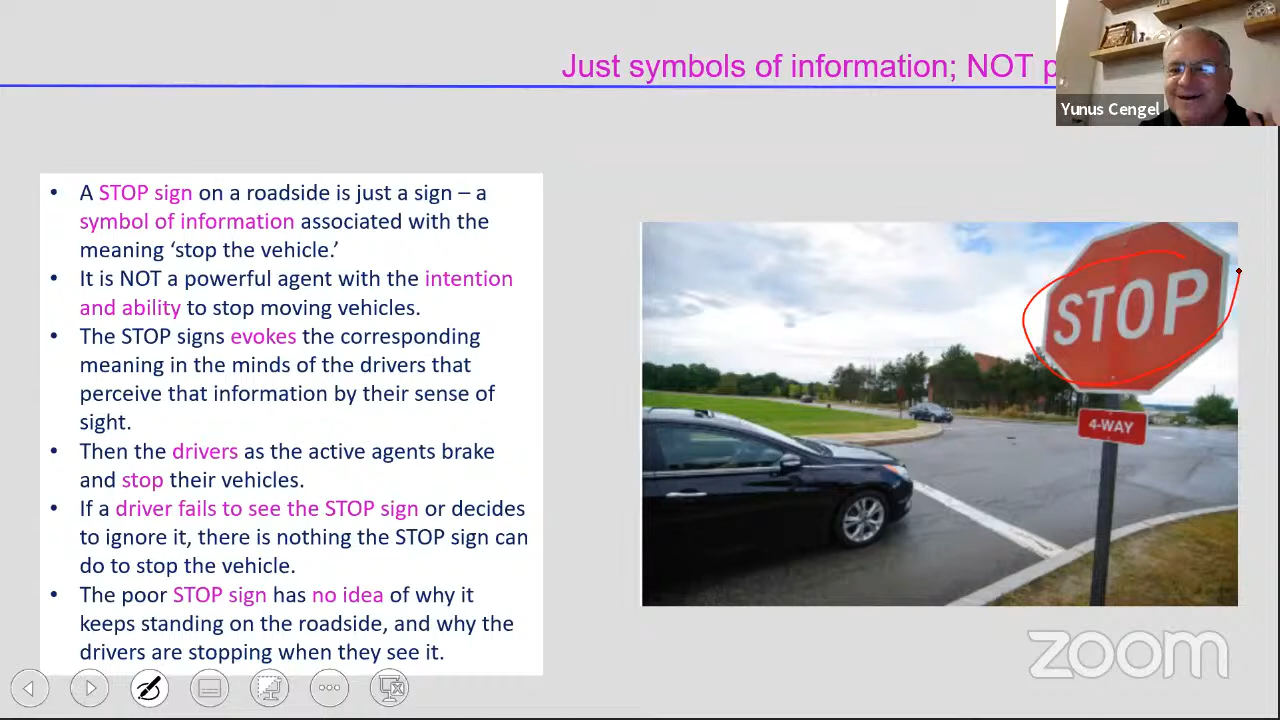 Just symbols of information; NOT
Yunus Cengel
• A STOP sign on a roadside is just a sign – a
symbol of information associated with the
meaning ‘stop the vehicle.’
• It is NOT a powerful agent with the intention
and ability to stop moving vehicles.
• The STOP signs evokes the corresponding
meaning in the minds of the drivers that
perceive that information by their sense of
sight.
• Then the drivers as the active agents brake
and stop their vehicles.
• If a driver fails to see the STOP sign or decides
to ignore it, there is nothing the STOP sign can
do to stop the vehicle.
• The poor STOP sign has no idea of why it
keeps standing on the roadside, and why the
drivers are stopping when they see it.
STOP
4-WAY
zoom